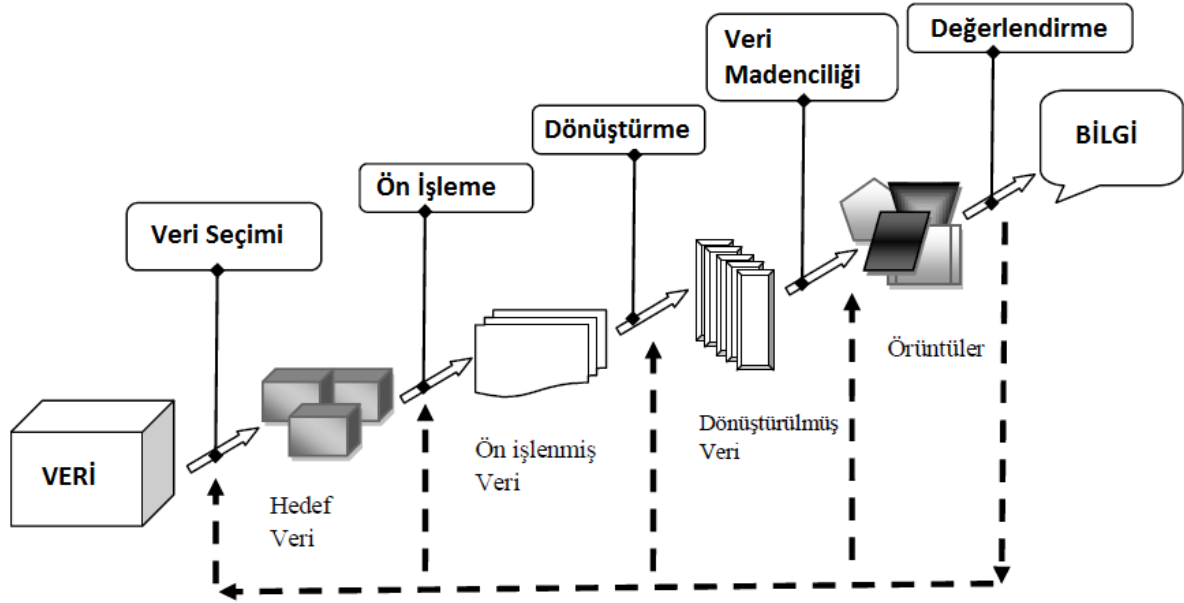 Değerlendirme
Veri
Madenciliği
BİLGİ
Dönüştürme
Ön İşleme
Veri Seçimi
Örüntüler
Dönüştürülmüş
Veri
Ön işlenmiş
Veri
VERİ
Hedef
Veri